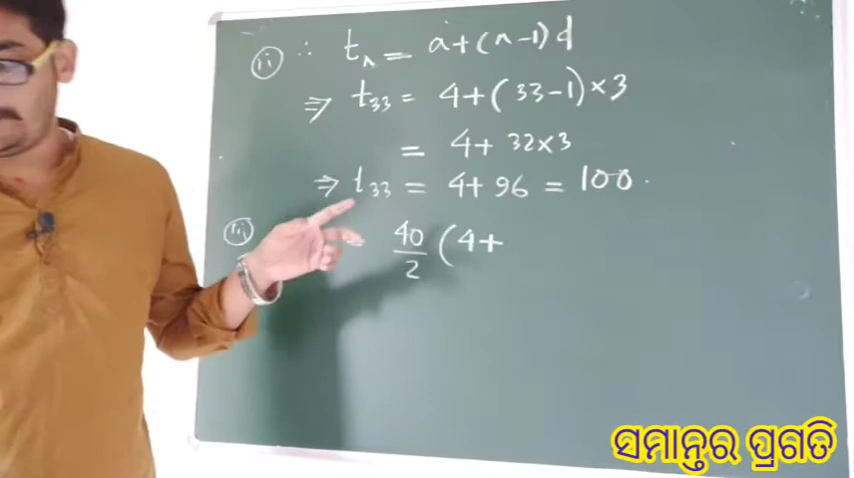 (ii) ∴ tₙ = a+(n-1)d
⇒ t₃₃ = 4+(33-1)×3
= 4+ 32×3
⇒ t₃₃ = 4+ 96 = 100.
(iii) 40/2 (4+
ସମାନ୍ତର ପ୍ରଗତି